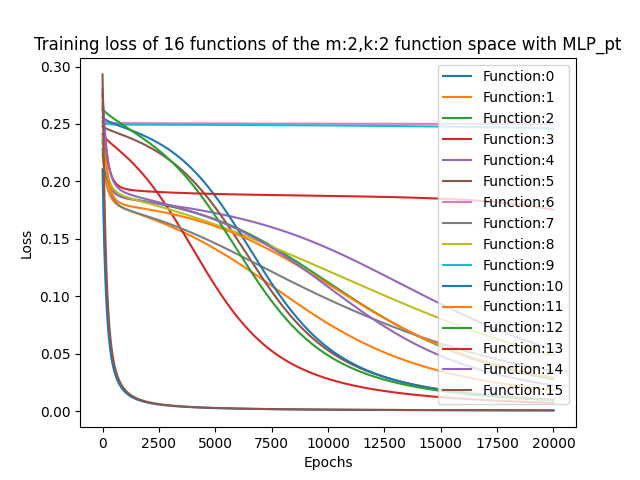 Training loss of 16 functions of the m:2,k:2 function space with MLP_pt
0.30
0.25
0.20
0.15
0.10
0.05
0.00
Loss
0
2500
5000
7500
10000
12500
15000
17500
20000
Epochs
Function:0
Function:1
Function:2
Function:3
Function:4
Function:5
Function:6
Function:7
Function:8
Function:9
Function:10
Function:11
Function:12
Function:13
Function:14
Function:15